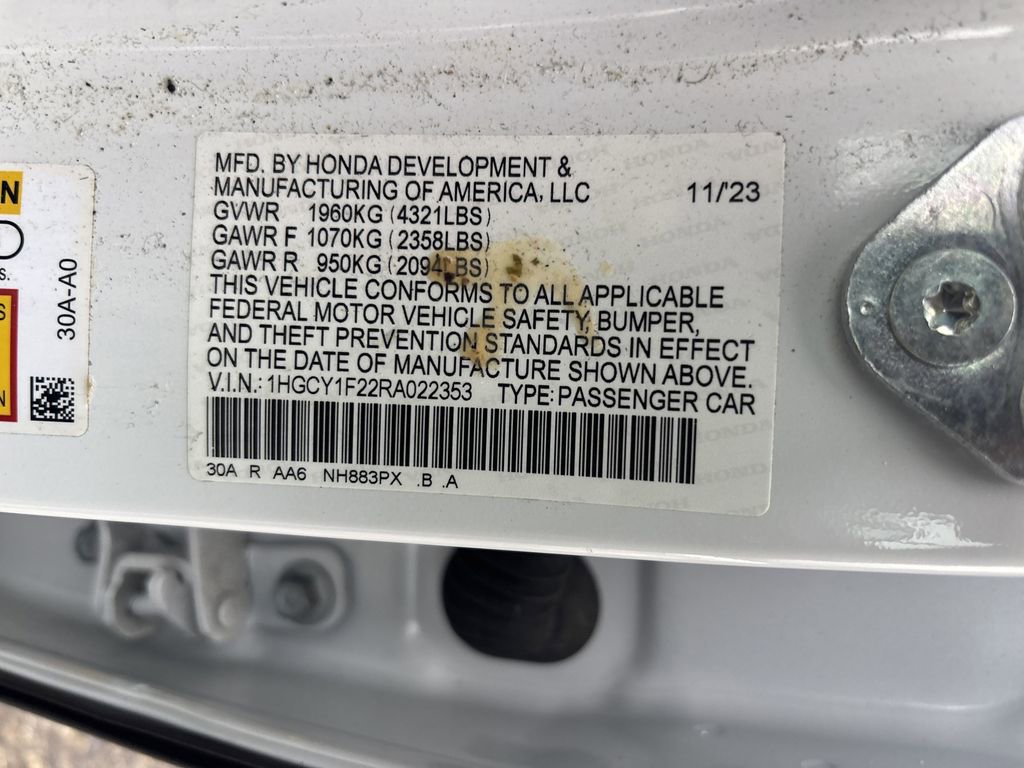 MFD. BY HONDA DEVELOPMENT &
MANUFACTURING OF AMERICA, LLC 11/'23
GVWR 1960KG (4321LBS)
GAWR F 1070KG (2358LBS)
GAWR R 950KG (2094LBS)
THIS VEHICLE CONFORMS TO ALL APPLICABLE
FEDERAL MOTOR VEHICLE SAFETY, BUMPER,
AND THEFT PREVENTION STANDARDS IN EFFECT
ON THE DATE OF MANUFACTURE SHOWN ABOVE.
V.I.N.: 1HGCY1F22RA022353 TYPE: PASSENGER CAR
30A R AA6 NH883PX .B .A
30A-A0